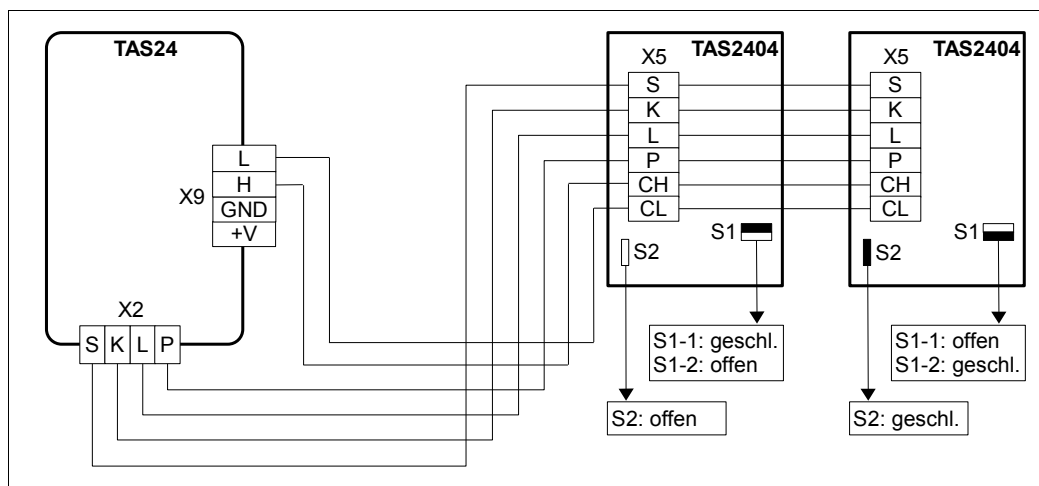 TAS24
X9
L
H
GND
+V
X2
S K L P
TAS2404
X5
S
K
L
P
CH
CL
S2
S1
S1-1: geschl.
S1-2: offen
S2: offen
TAS2404
X5
S
K
L
P
CH
CL
S2
S1
S1-1: offen
S1-2: geschl.
S2: geschl.